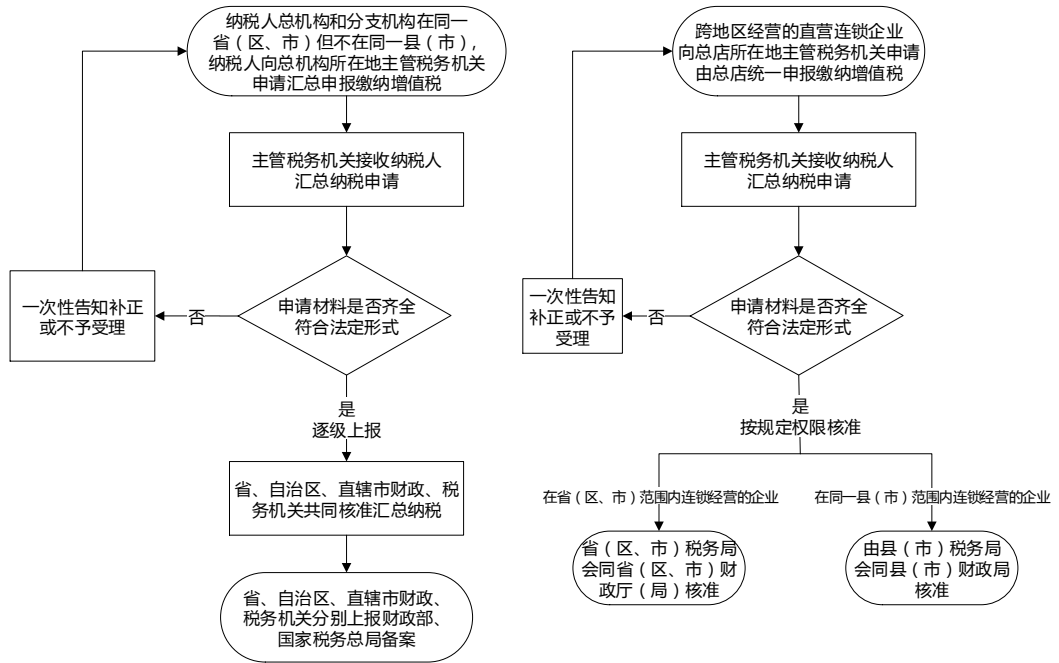 纳税人总机构和分支机构在同一
省（区、市）但不在同一县（市），
纳税人向总机构所在地主管税务机关
申请汇总申报缴纳增值税
主管税务机关接收纳税人
汇总纳税申请
申请材料是否齐全
符合法定形式
否
一次性告知补正
或不予受理
是
逐级上报
省、自治区、直辖市财政、税
务机关共同核准汇总纳税
省、自治区、直辖市财政、
税务机关分别上报财政部、
国家税务总局备案
跨地区经营的直营连锁企业
向总店所在地主管税务机关申请
由总店统一申报缴纳增值税
主管税务机关接收纳税人
汇总纳税申请
申请材料是否齐全
符合法定形式
否
一次性告知
补正或不予
受理
是
按规定权限核准
在省（区、市）范围内连锁经营的企业
省（区、市）税务局
会同省（区、市）财
政厅（局）核准
在同一县（市）范围内连锁经营的企业
由县（市）税务局
会同县（市）财政局
核准